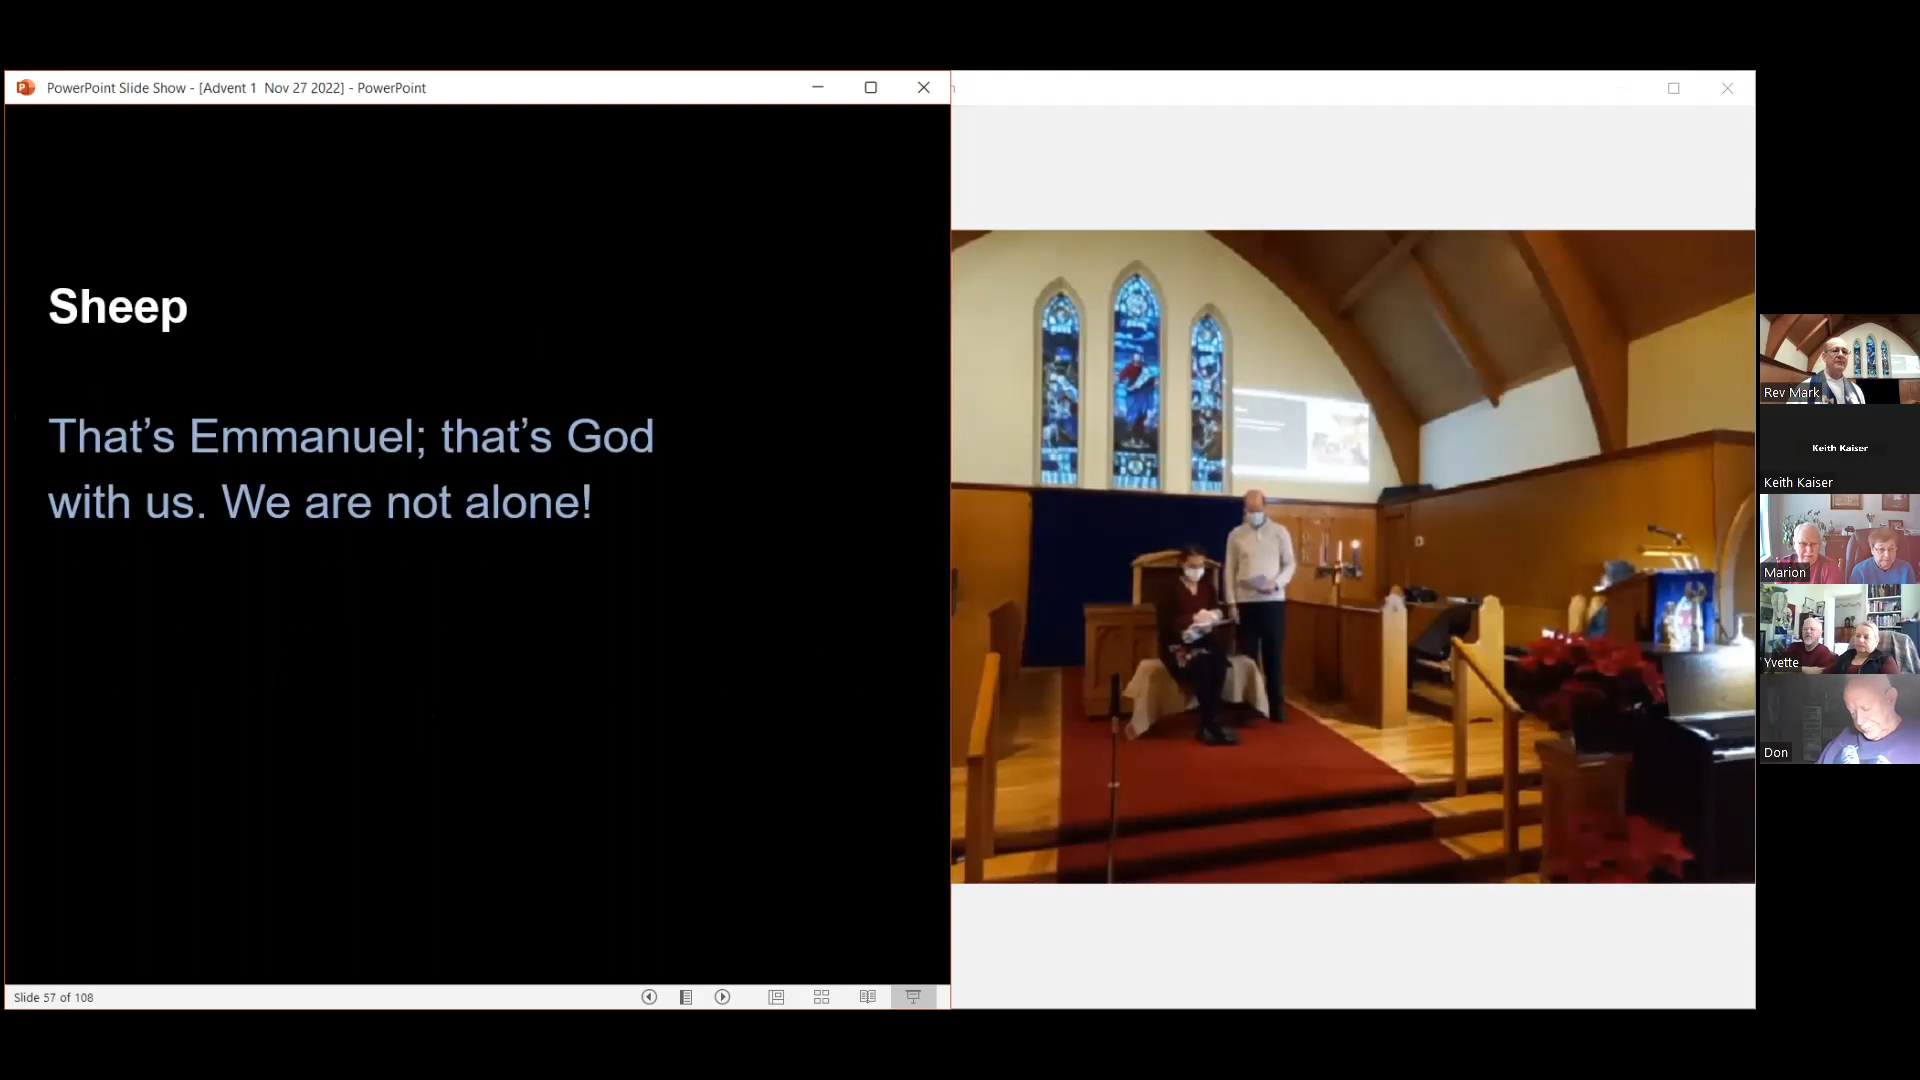 PowerPoint Slide Show - [Advent 1 Nov 27 2022] - PowerPoint
Sheep
That’s Emmanuel; that’s God
with us. We are not alone!
Slide 57 of 108
Rev Mark
Keith Kaiser
Keith Kaiser
Marion
Yvette
Don